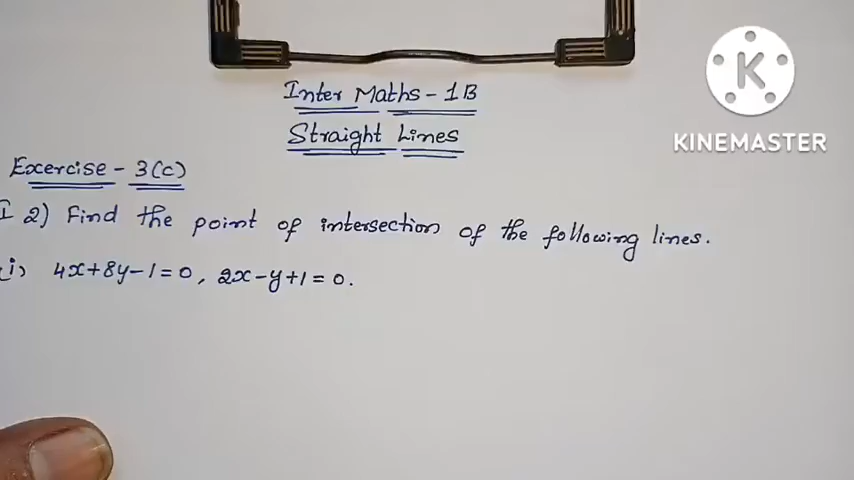 Inter Maths - 1B
Straight Lines
K
KINEMASTER
Exercise - 3(c)
I 2) Find the point of intersection of the following lines.
(i) 4x+8y-1=0, 2x-y+1=0.